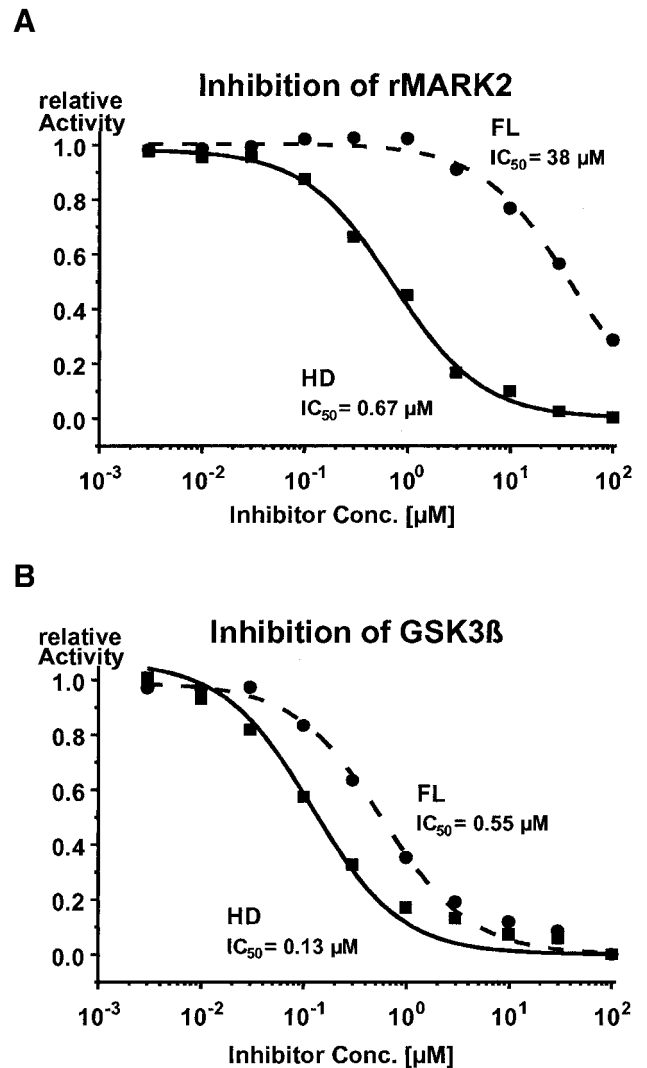 A
Inhibition of rMARK2
relative
Activity
FL
IC50= 38 µM
1.0
0.8
0.6
0.4
0.2
0.0
HD
IC50= 0.67 µM
10-3 10-2 10-1 100 101 102
Inhibitor Conc. [µM]
B
Inhibition of GSK3ß
relative
Activity
1.0
0.8
0.6
0.4
0.2
0.0
FL
IC50= 0.55 µM
HD
IC50= 0.13 µM
10-3 10-2 10-1 100 101 102
Inhibitor Conc. [µM]